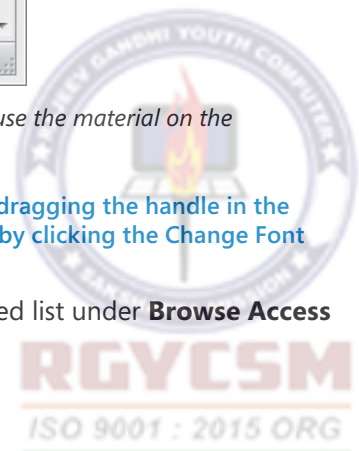 use the material on the
dragging the handle in the
by clicking the Change Font
ed list under Browse Access
GANDHI YOUTH COMPUTER
RGYCSM
ISO 9001 : 2015 ORG